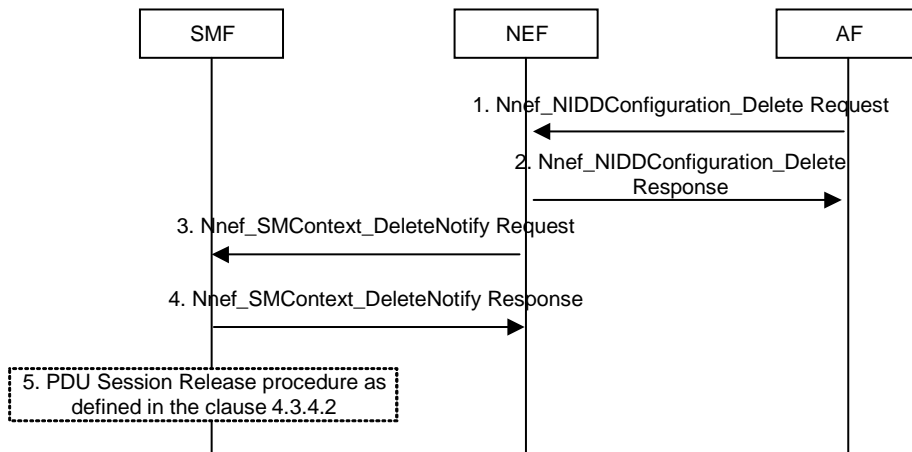 SMF
NEF
AF
1. Nnef_NIDDConfiguration_Delete Request
2. Nnef_NIDDConfiguration_Delete
Response
3. Nnef_SMContext_DeleteNotify Request
4. Nnef_SMContext_DeleteNotify Response
5. PDU Session Release procedure as
defined in the clause 4.3.4.2